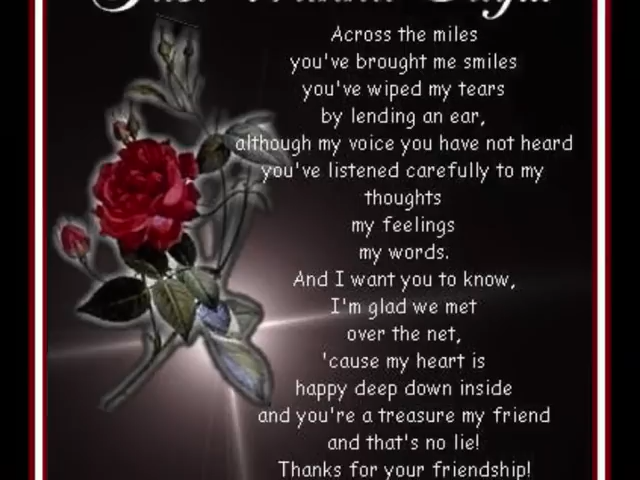 Across the miles
you've brought me smiles
you've wiped my tears
by lending an ear,
although my voice you have not heard
you've listened carefully to my
thoughts
my feelings
my words.
And I want you to know,
I'm glad we met
over the net,
'cause my heart is
happy deep down inside
and you're a treasure my friend
and that's no lie!
Thanks for your friendship!